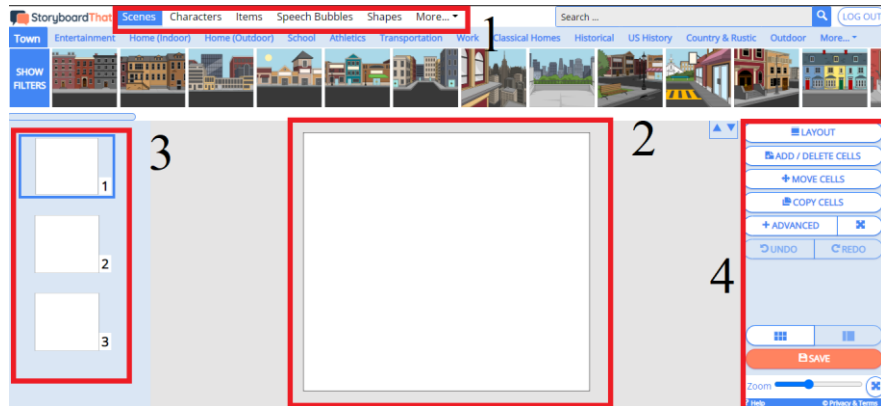 StoryboardThat Scenes Characters Items Speech Bubbles Shapes More... Search ... LOG OUT
1
Town Entertainment Home (Indoor) Home (Outdoor) School Athletics Transportation Work Classical Homes Historical US History Country & Rustic Outdoor More...
SHOW
FILTERS
2
3
4
1
2
3
LAYOUT
ADD / DELETE CELLS
MOVE CELLS
COPY CELLS
+ ADVANCED
UNDO REDO
SAVE
Zoom
? Help © Privacy & Terms